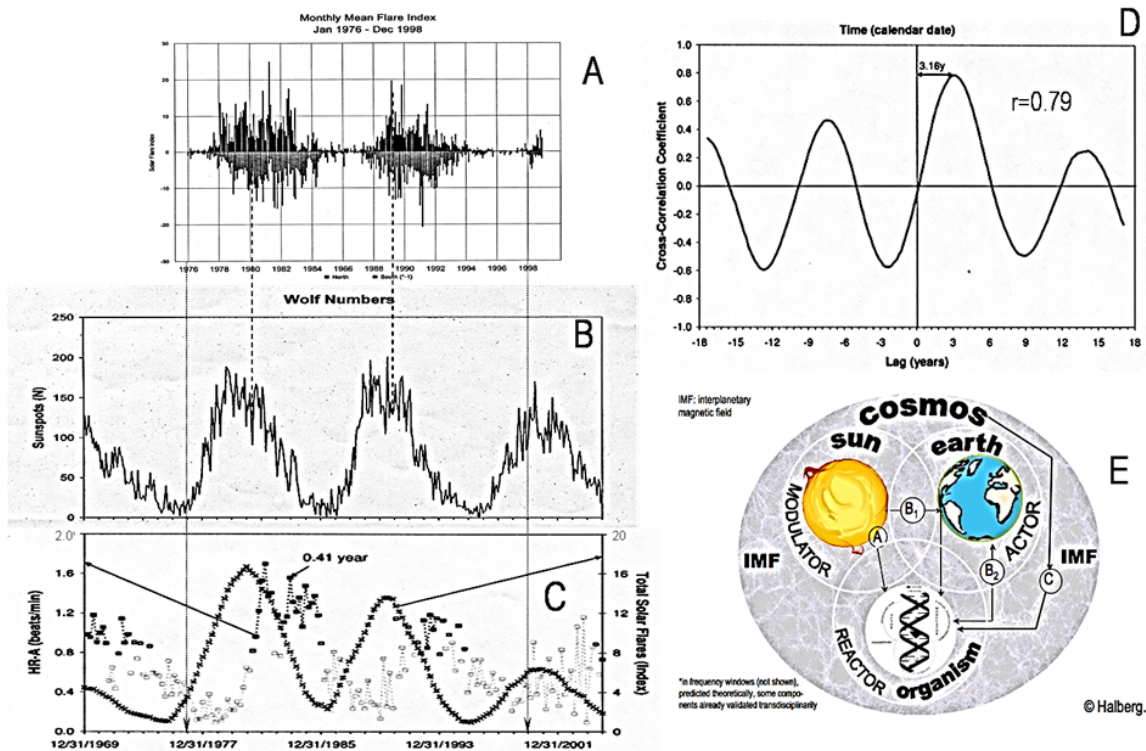 Monthly Mean Flare Index
Jan 1976 - Dec 1998
A
Solar Flare Index
30
20
10
0
-10
-20
-30
1976 1978 1980 1982 1984 1986 1988 1990 1992 1994 1996 1998
North
Wolf Numbers
B
Sunspots (N)
250
200
150
100
50
0
C
0.41 year
HR-A (beats/min)
2.0
1.6
1.2
0.8
0.4
0.0
Total Solar Flares (Index)
20
16
12
8
4
0
12/31/1969 12/31/1977 12/31/1985 12/31/1993 12/31/2001
D
Time (calendar date)
3.16y
r=0.79
Cross-Correlation Coefficient
1.0
0.8
0.6
0.4
0.2
0.0
-0.2
-0.4
-0.6
-0.8
-1.0
-18 -15 -12 -9 -6 -3 0 3 6 9 12 15 18
Lag (years)
E
IMF: interplanetary
magnetic field
cosmos
sun earth
MODULATOR
ACTOR
IMF
IMF
A
B1
B2
C
REACTOR
organism
*in frequency windows (not shown),
predicted theoretically, some compo-
nents already validated transdisciplinarily
© Halberg.